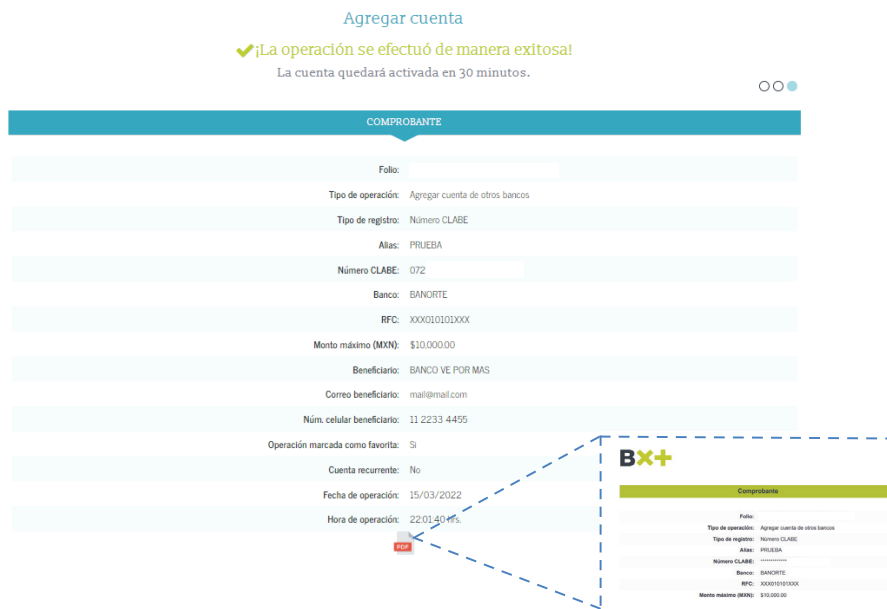 Agregar cuenta
¡La operación se efectuó de manera exitosa!
La cuenta quedará activada en 30 minutos.
COMPROBANTE
Folio:
Tipo de operación: Agregar cuenta de otros bancos
Tipo de registro: Número CLABE
Alias: PRUEBA
Número CLABE: 072
Banco: BANORTE
RFC: XXX010101XXX
Monto máximo (MXN): $10,000.00
Beneficiario: BANCO VE POR MAS
Correo beneficiario: mail@mail.com
Núm. celular beneficiario: 11 2233 4455
Operación marcada como favorita: Si
Cuenta recurrente: No
Fecha de operación: 15/03/2022
Hora de operación: 22:01:40 hrs.
PDF
B×+
Comprobante
Folio:
Tipo de operación: Agregar cuenta de otros bancos
Tipo de registro: Número CLABE
Alias: PRUEBA
Número CLABE: ************
Banco: BANORTE
RFC: XXX010101XXX
Monto máximo (MXN): $10,000.00